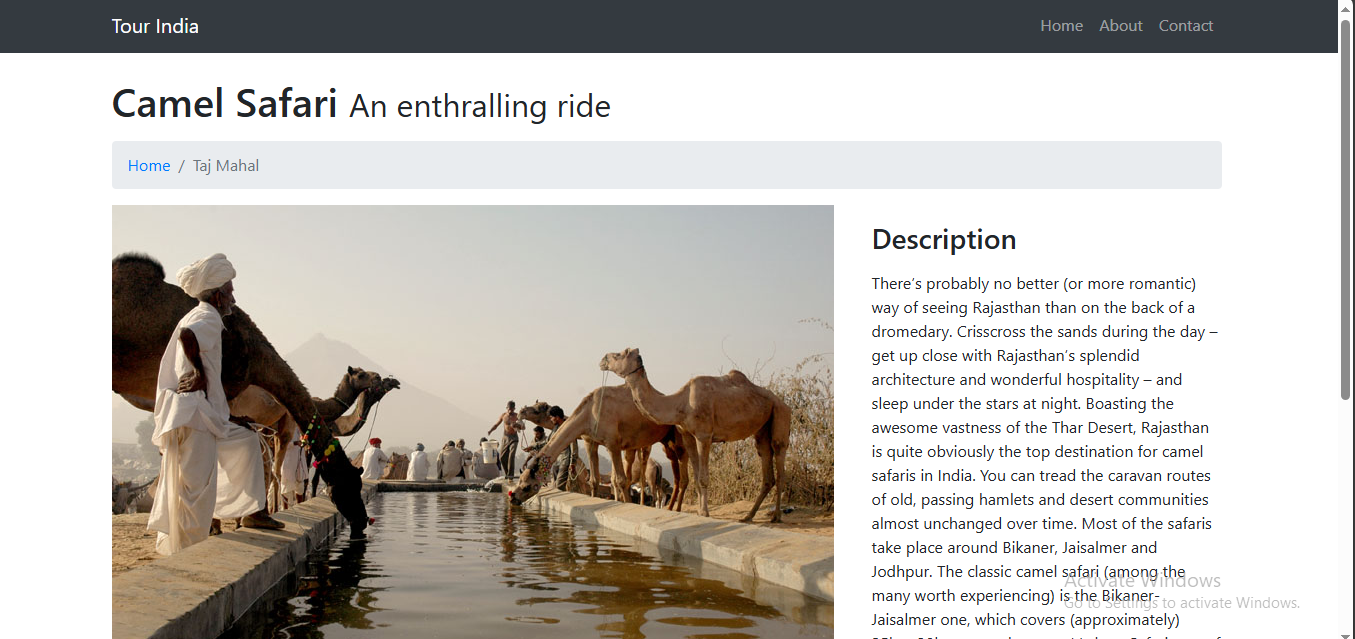 Tour India
Home About Contact
Camel Safari An enthralling ride
Home / Taj Mahal
Description
There's probably no better (or more romantic)
way of seeing Rajasthan than on the back of a
dromedary. Crisscross the sands during the day –
get up close with Rajasthan's splendid
architecture and wonderful hospitality – and
sleep under the stars at night. Boasting the
awesome vastness of the Thar Desert, Rajasthan
is quite obviously the top destination for camel
safaris in India. You can tread the caravan routes
of old, passing hamlets and desert communities
almost unchanged over time. Most of the safaris
take place around Bikaner, Jaisalmer and
Jodhpur. The classic camel safari (among the
many worth experiencing) is the Bikaner-
Jaisalmer one, which covers (approximately)
Activate Windows
Go to Settings to activate Windows.